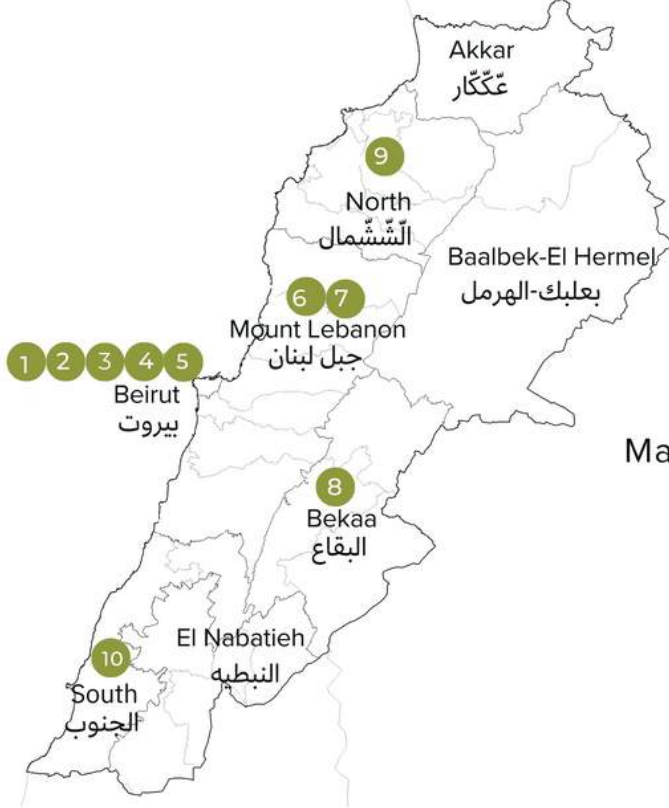 Akkar
عّكّكّار
9
North
الّشّشّمال
Baalbek-El Hermel
بعلبك-الهرمل
6 7
Mount Lebanon
جبل لبنان
1 2 3 4 5
Beirut
بيروت
Ma
8
Bekaa
البقاع
El Nabatieh
النبطيه
10
South
الجنوب